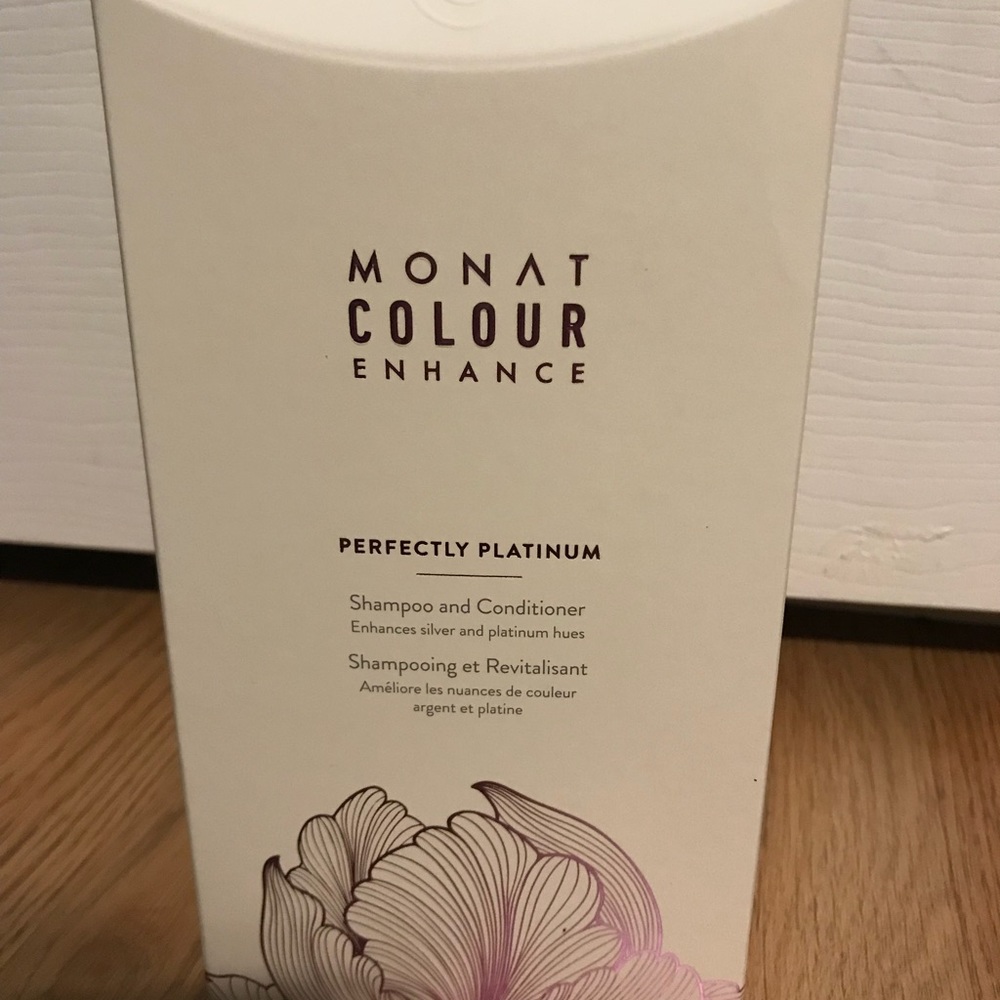 MONAT
COLOUR
ENHANCE
PERFECTLY PLATINUM
Shampoo and Conditioner
Enhances silver and platinum hues
Shampooing et Revitalisant
Améliore les nuances de couleur
argent et platine